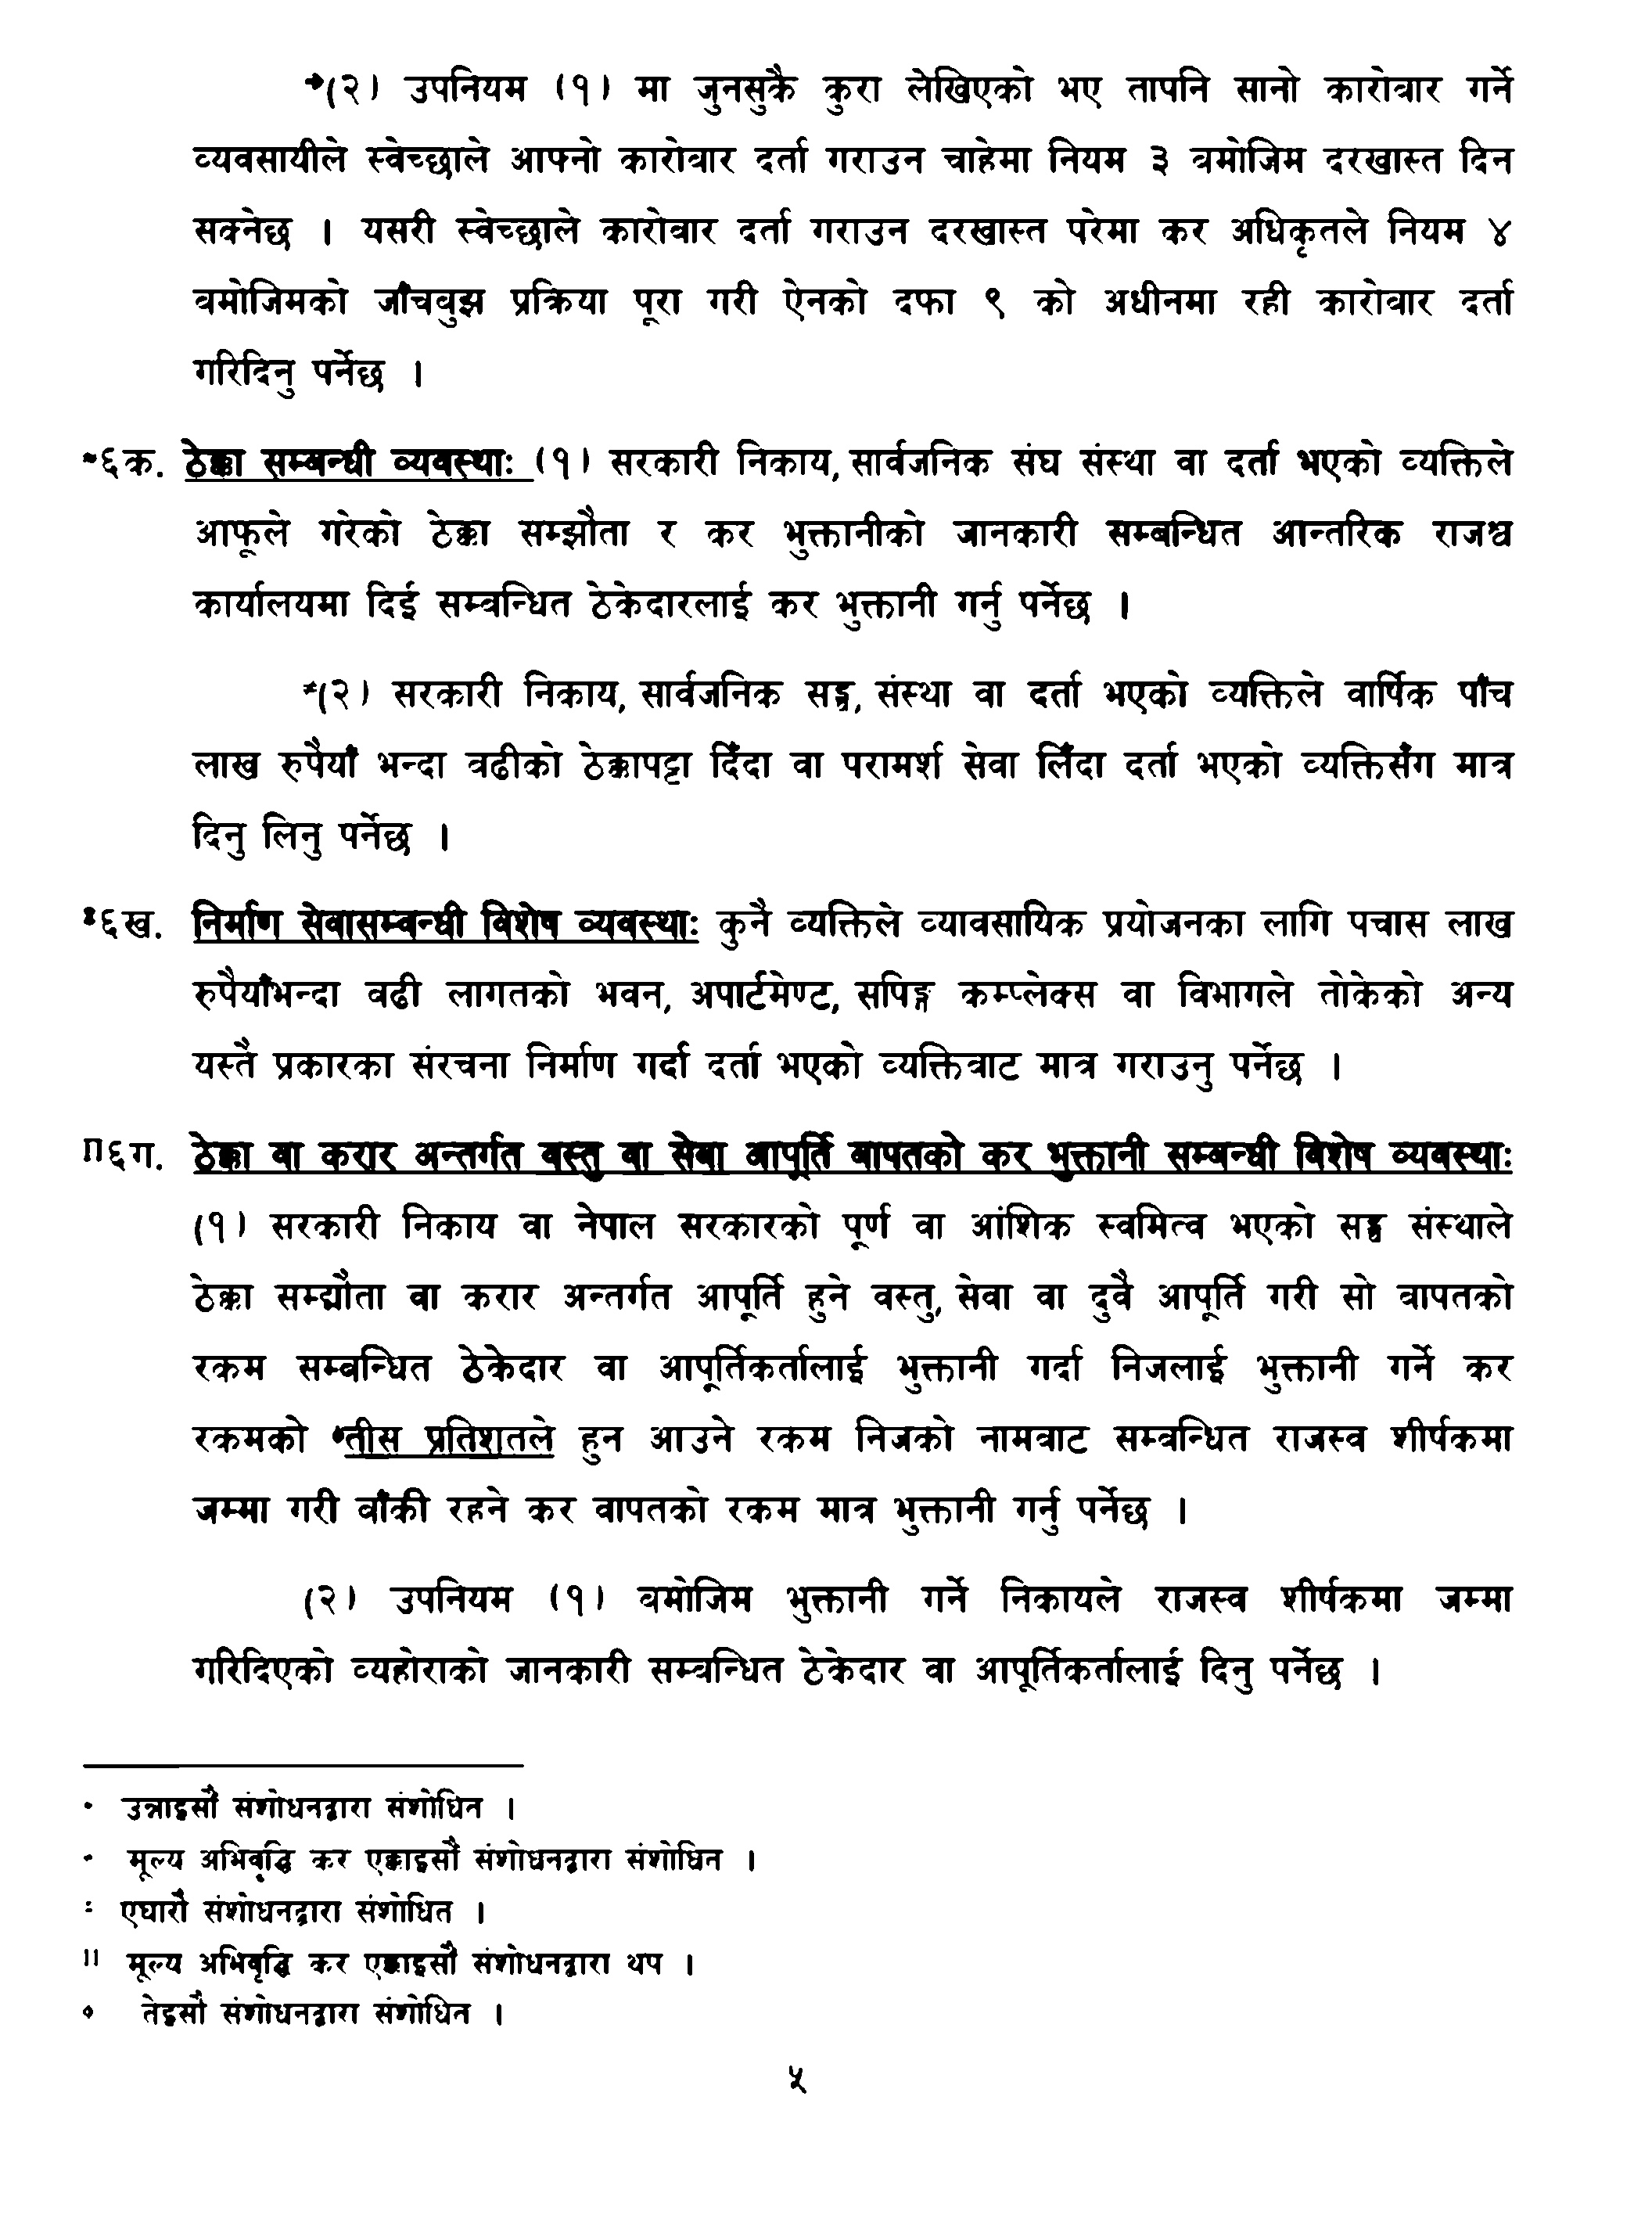 (२) उपनियम (१) मा जुनसुकै कुरा लेखिएको भए तापनि सानो कारोबार गर्ने
व्यवसायीले स्वेच्छाले आफ्नो कारोबार दर्ता गराउन चाहेमा नियम ३ बमोजिम दरखास्त दिन
सक्नेछ । यसरी स्वेच्छाले कारोबार दर्ता गराउन दरखास्त परेमा कर अधिकृतले नियम ४
बमोजिमको जाँचबुझ प्रक्रिया पूरा गरी ऐनको दफा ९ को अधीनमा रही कारोबार दर्ता
गरिदिनु पर्नेछ ।
६क. ठेक्का सम्बन्धी व्यवस्थाः (१) सरकारी निकाय, सार्वजनिक संघ संस्था वा दर्ता भएको व्यक्तिले
आफूले गरेको ठेक्का सम्झौता र कर भुक्तानीको जानकारी सम्बन्धित आन्तरिक राजश्व
कार्यालयमा दिई सम्बन्धित ठेकेदारलाई कर भुक्तानी गर्नु पर्नेछ ।
(२) सरकारी निकाय, सार्वजनिक सङ्घ, संस्था वा दर्ता भएको व्यक्तिले वार्षिक पाँच
लाख रुपैयाँ भन्दा बढीको ठेक्कापट्टा दिँदा वा परामर्श सेवा लिँदा दर्ता भएको व्यक्तिसँग मात्र
दिनु लिनु पर्नेछ ।
६ख. निर्माण सेवासम्बन्धी विशेष व्यवस्थाः कुनै व्यक्तिले व्यावसायिक प्रयोजनका लागि पचास लाख
रुपैयाँभन्दा बढी लागतको भवन, अपार्टमेण्ट, सपिङ्ग कम्प्लेक्स वा विभागले तोकेको अन्य
यस्तै प्रकारका संरचना निर्माण गर्दा दर्ता भएको व्यक्तिबाट मात्र गराउनु पर्नेछ ।
६ग. ठेक्का वा करार अन्तर्गत वस्तु वा सेवा आपूर्ति बापतको कर भुक्तानी सम्बन्धी विशेष व्यवस्थाः
(१) सरकारी निकाय वा नेपाल सरकारको पूर्ण वा आंशिक स्वमित्व भएको सङ्घ संस्थाले
ठेक्का सम्झौता वा करार अन्तर्गत आपूर्ति हुने वस्तु, सेवा वा दुवै आपूर्ति गरी सो बापतको
रकम सम्बन्धित ठेकेदार वा आपूर्तिकर्तालाई भुक्तानी गर्दा निजलाई भुक्तानी गर्ने कर
रकमको तीस प्रतिशतले हुन आउने रकम निजको नामबाट सम्बन्धित राजस्व शीर्षकमा
जम्मा गरी बाँकी रहने कर बापतको रकम मात्र भुक्तानी गर्नु पर्नेछ ।
(२) उपनियम (१) बमोजिम भुक्तानी गर्ने निकायले राजस्व शीर्षकमा जम्मा
गरिदिएको व्यहोराको जानकारी सम्बन्धित ठेकेदार वा आपूर्तिकर्तालाई दिनु पर्नेछ ।
उन्नाइसौं संशोधनद्वारा संशोधित ।
मूल्य अभिवृद्धि कर एक्काइसौं संशोधनद्वारा संशोधित ।
एघारौं संशोधनद्वारा संशोधित ।
॥ मूल्य अभिवृद्धि कर एक्काइसौं संशोधनद्वारा थप ।
तेइसौं संशोधनद्वारा संशोधित ।
५